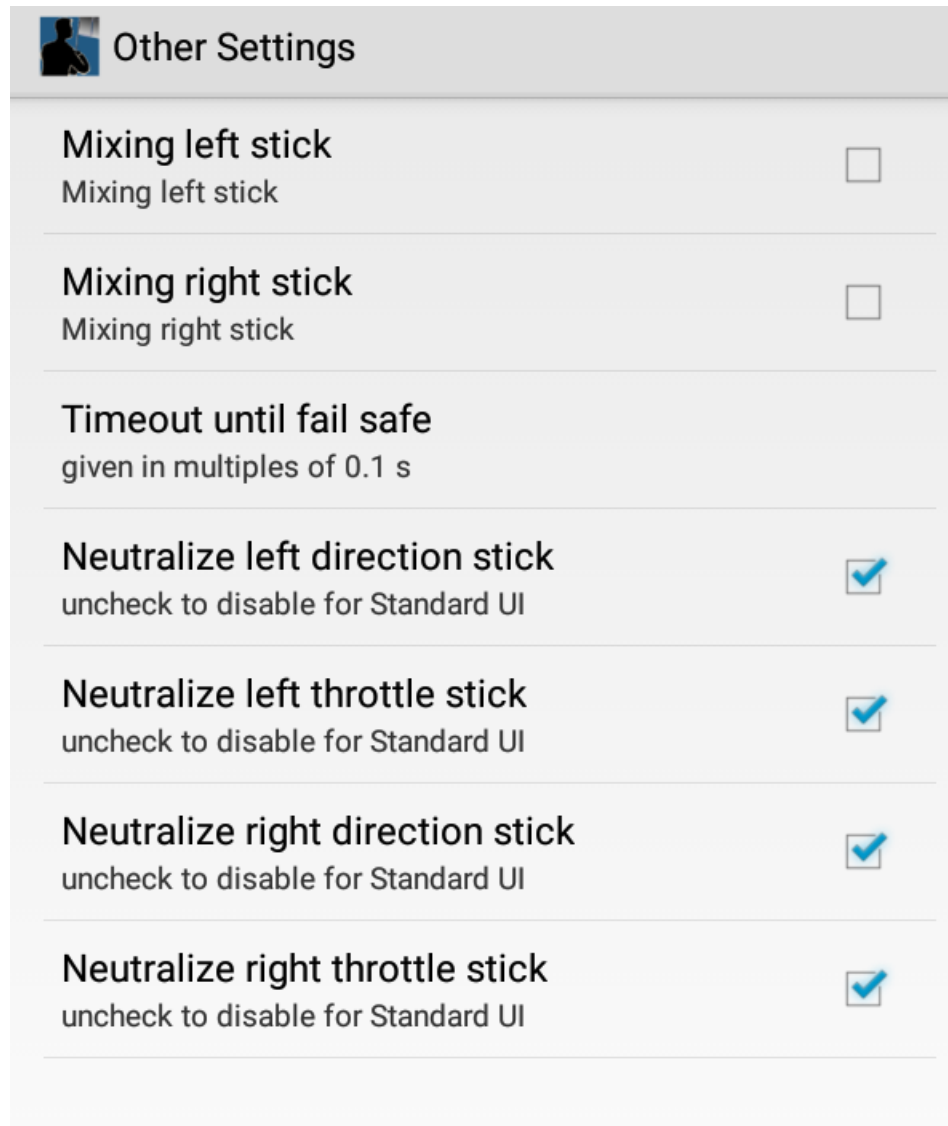 Other Settings
Mixing left stick
Mixing left stick
Mixing right stick
Mixing right stick
Timeout until fail safe
given in multiples of 0.1 s
Neutralize left direction stick
uncheck to disable for Standard UI
Neutralize left throttle stick
uncheck to disable for Standard UI
Neutralize right direction stick
uncheck to disable for Standard UI
Neutralize right throttle stick
uncheck to disable for Standard UI